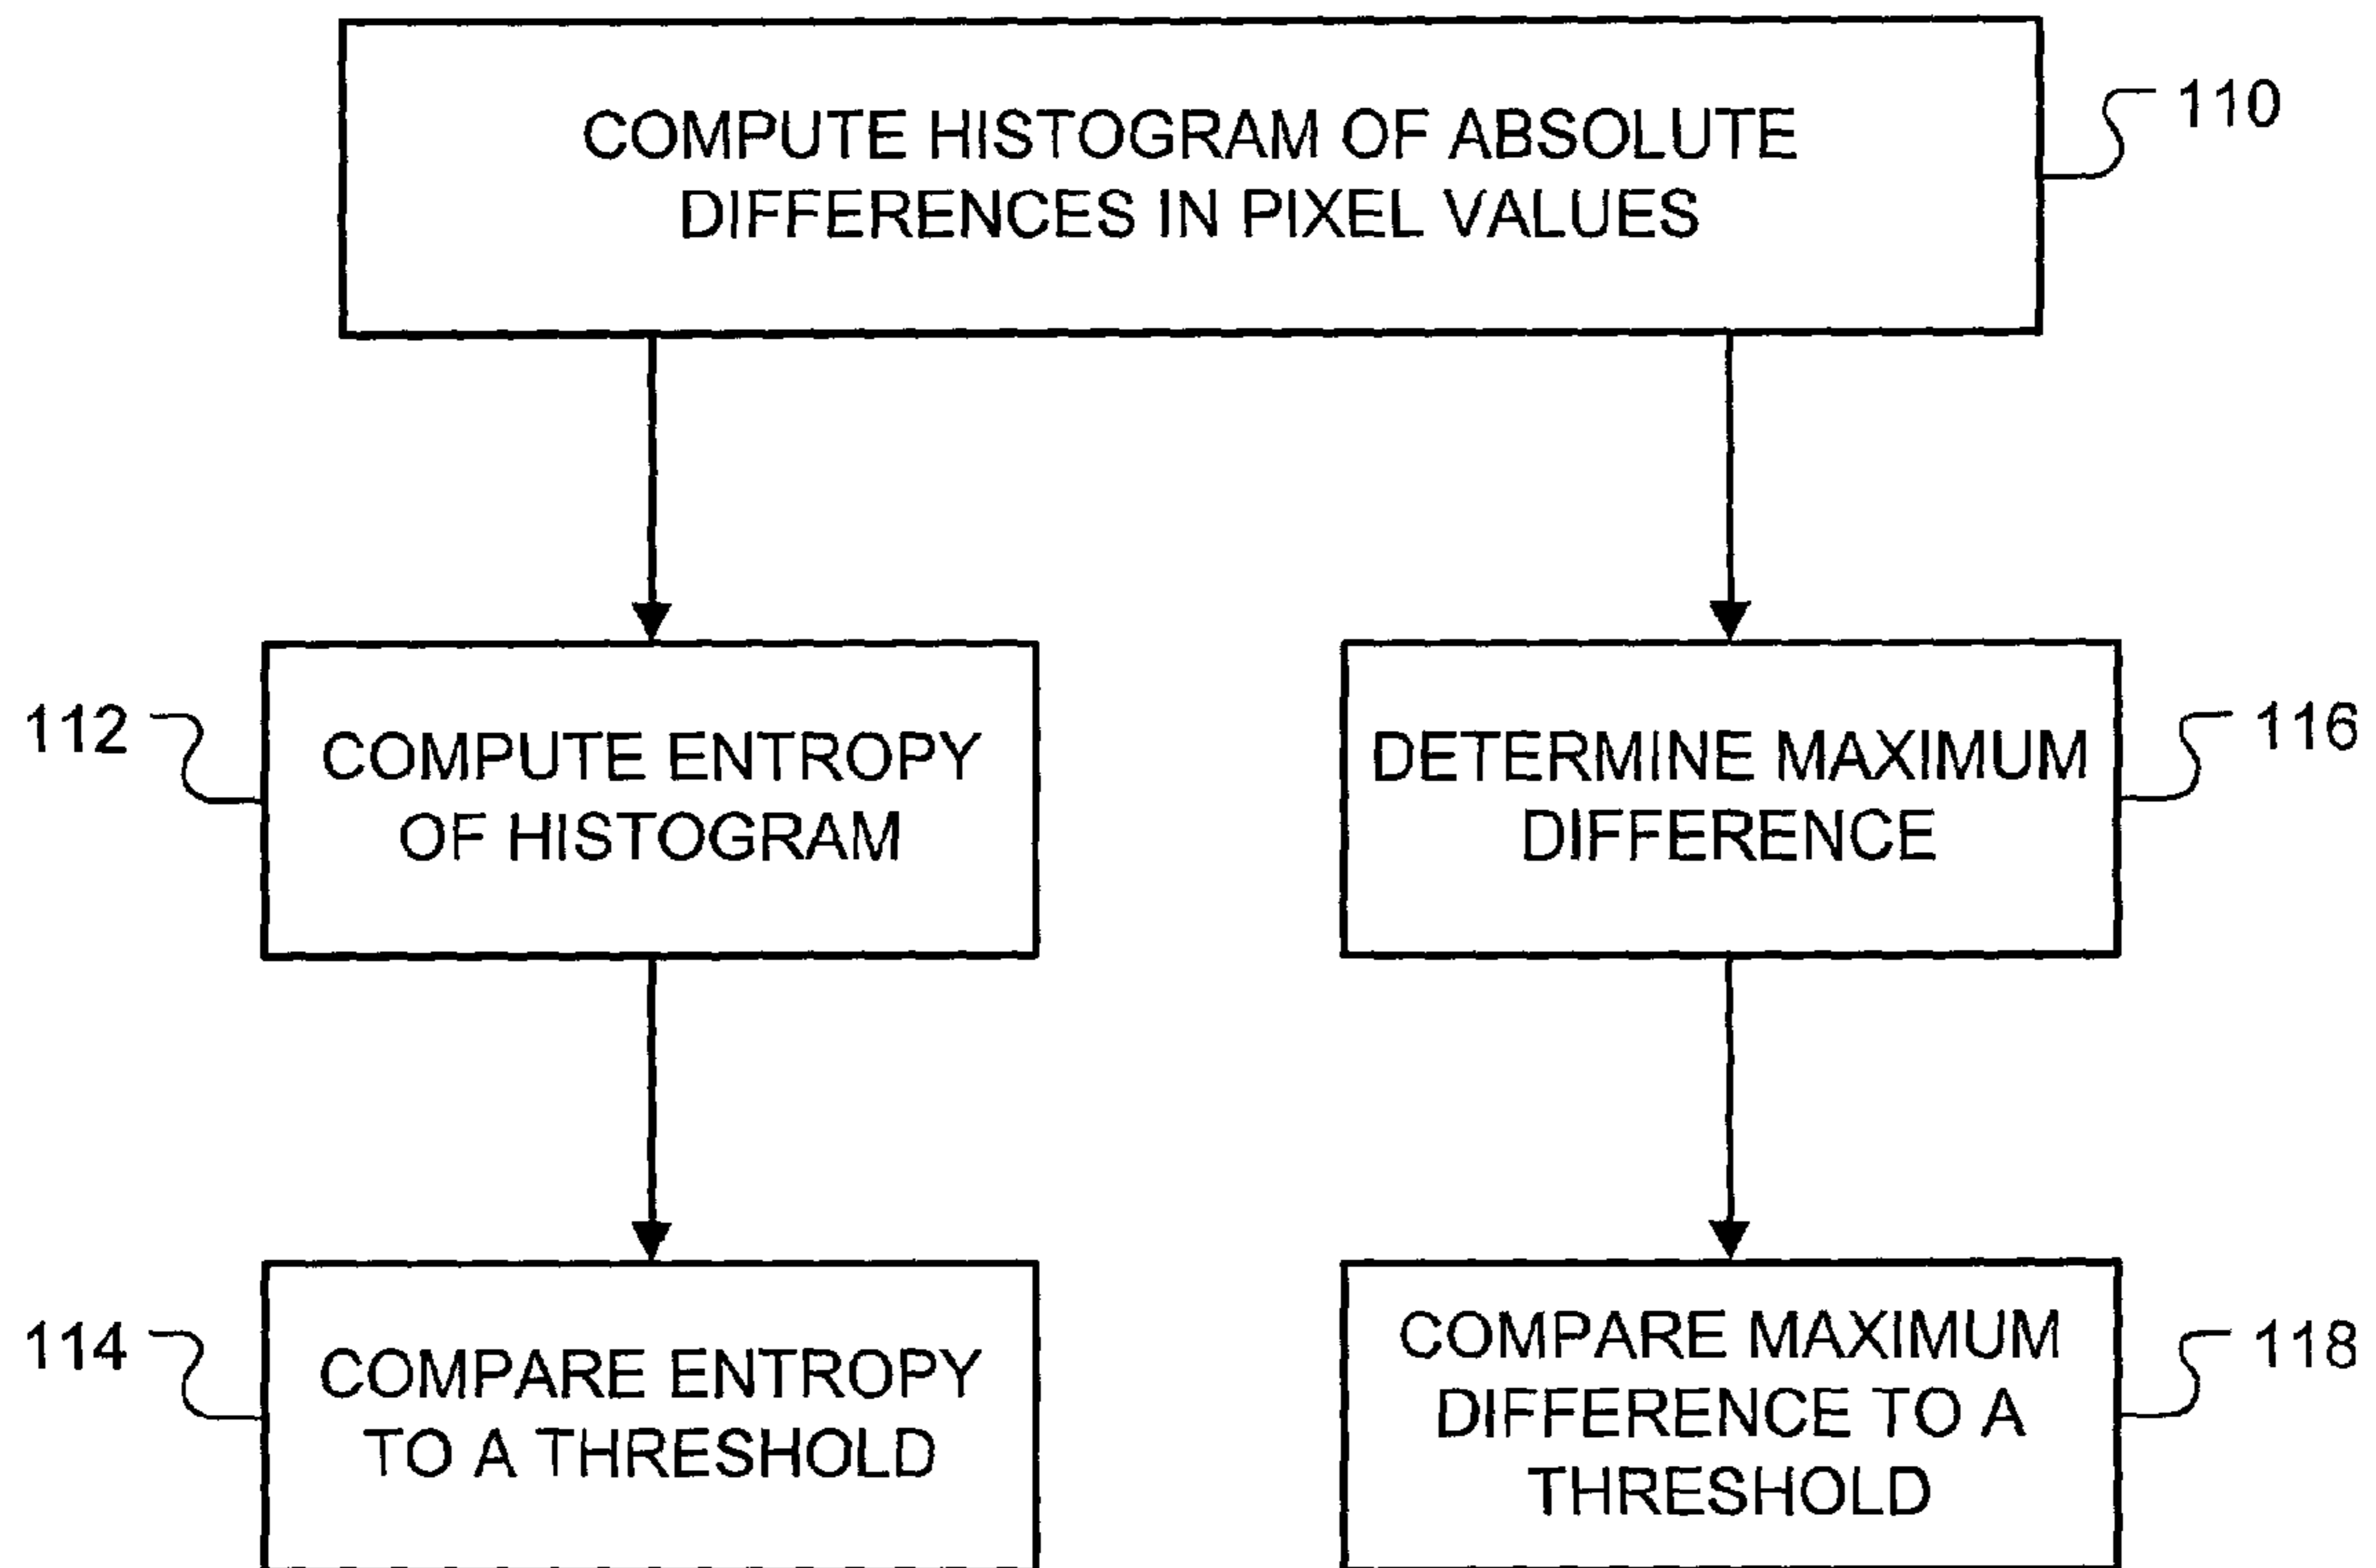 COMPUTE HISTOGRAM OF ABSOLUTE
DIFFERENCES IN PIXEL VALUES
110
112
COMPUTE ENTROPY
OF HISTOGRAM
DETERMINE MAXIMUM
DIFFERENCE
116
114
COMPARE ENTROPY
TO A THRESHOLD
COMPARE MAXIMUM
DIFFERENCE TO A
THRESHOLD
118